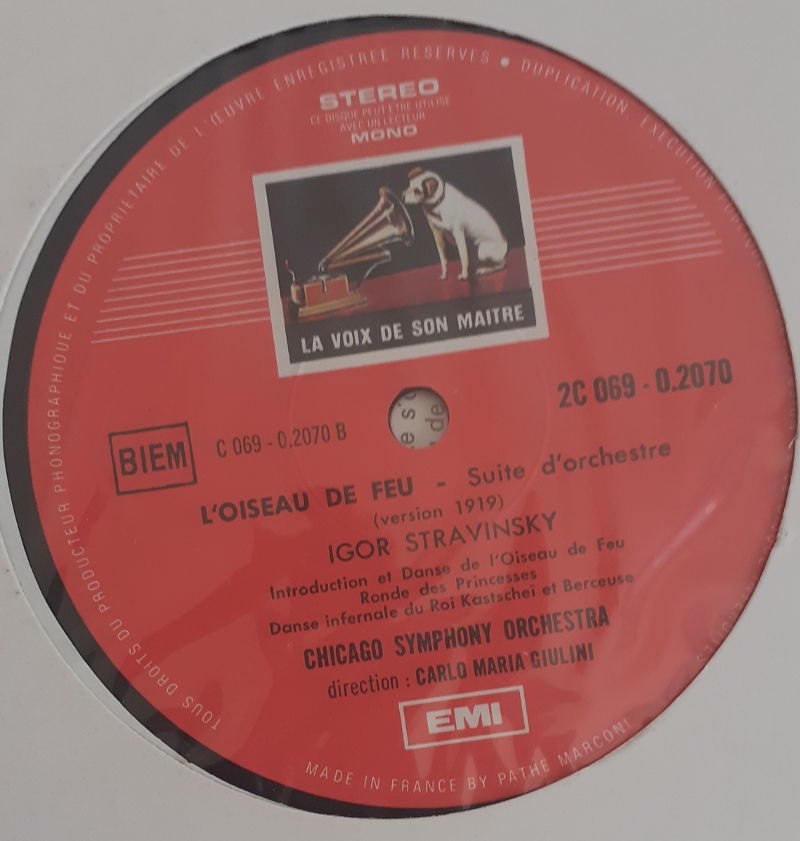 TOUS DROITS DU PRODUCTEUR PHONOGRAPHIQUE ET DU PROPRIETAIRE DE L'ŒUVRE ENREGISTREE RESERVES • DUPLICATION, EXECUTION
STEREO
CE DISQUE PEUT ETRE UTILISE
AVEC UN LECTEUR
MONO
LA VOIX DE SON MAITRE
2C 069 - 0.2070
BIEM
C 069 - 0.2070 B
L'OISEAU DE FEU - Suite d'orchestre
(version 1919)
IGOR STRAVINSKY
Introduction et Danse de l'Oiseau de Feu
Ronde des Princesses
Danse infernale du Roi Kastscheï et Berceuse
CHICAGO SYMPHONY ORCHESTRA
direction : CARLO MARIA GIULINI
EMI
MADE IN FRANCE BY PATHE MARCONI